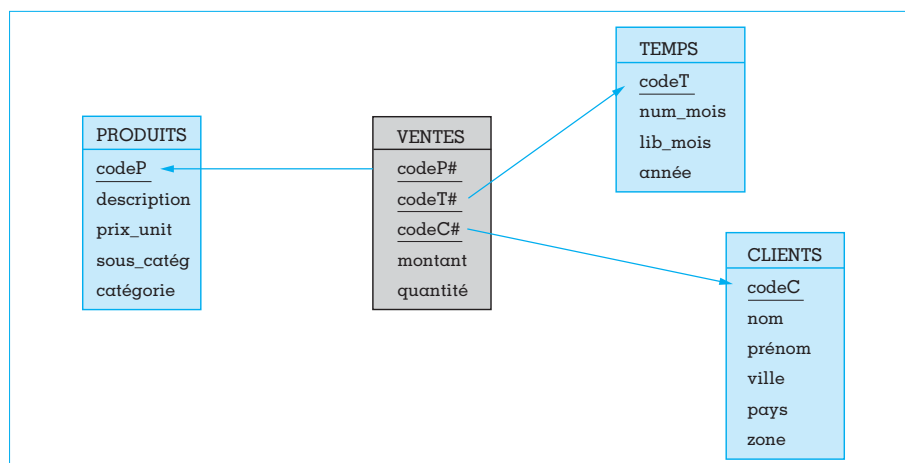 PRODUITS
codeP
description
prix_unit
sous_catég
catégorie
VENTES
codeP#
codeT#
codeC#
montant
quantité
TEMPS
codeT
num_mois
lib_mois
année
CLIENTS
codeC
nom
prénom
ville
pays
zone